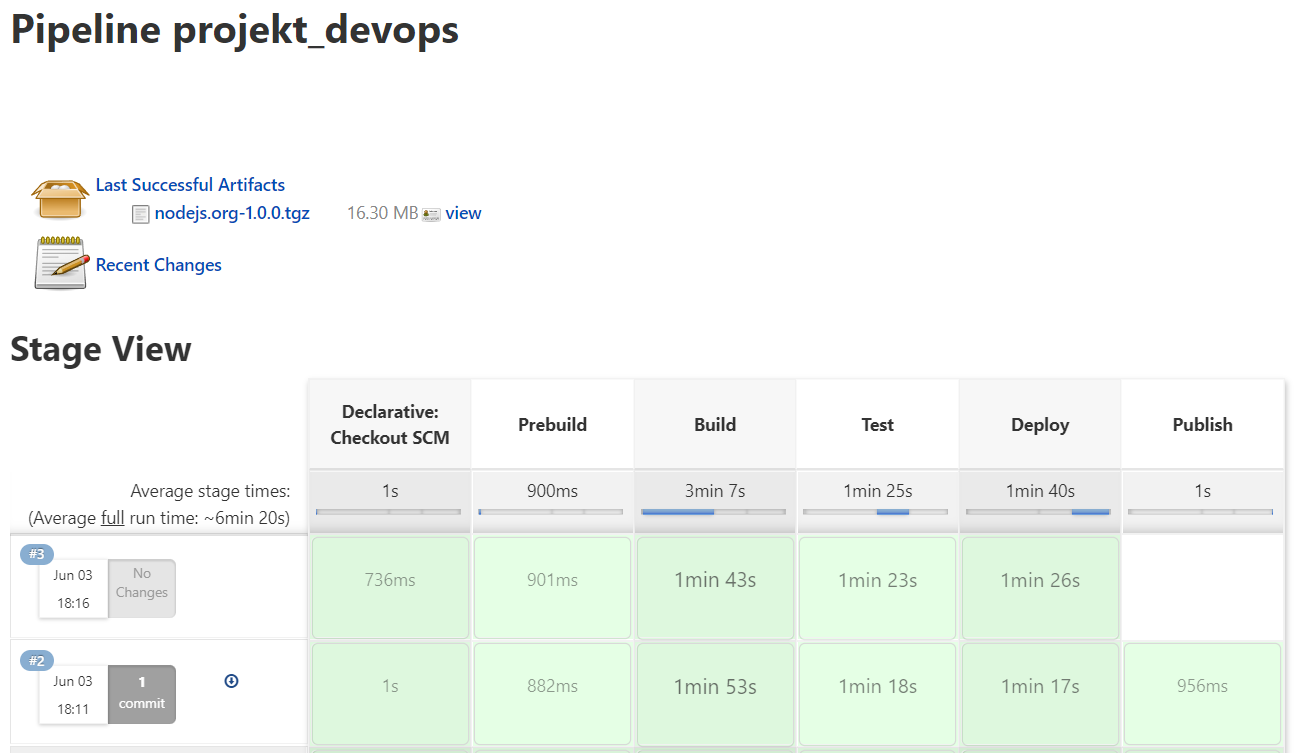 Pipeline projekt_devops
Last Successful Artifacts
nodejs.org-1.0.0.tgz 16.30 MB view
Recent Changes
Stage View
Declarative: Checkout SCM Prebuild Build Test Deploy Publish
Average stage times: 1s 900ms 3min 7s 1min 25s 1min 40s 1s
(Average full run time: ~6min 20s)
#3
Jun 03 18:16 No Changes 736ms 901ms 1min 43s 1min 23s 1min 26s
#2
Jun 03 18:11 1 commit 1s 882ms 1min 53s 1min 18s 1min 17s 956ms